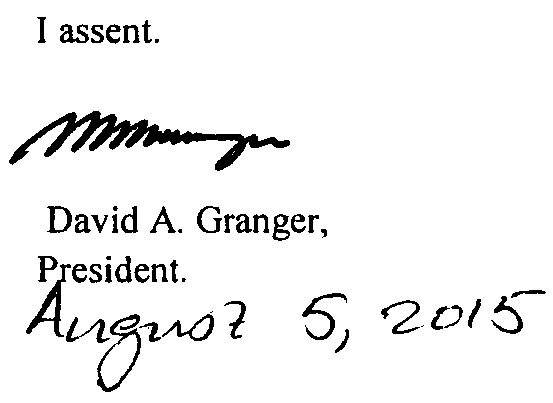 I assent.
David A. Granger,
President.
August 5, 2015